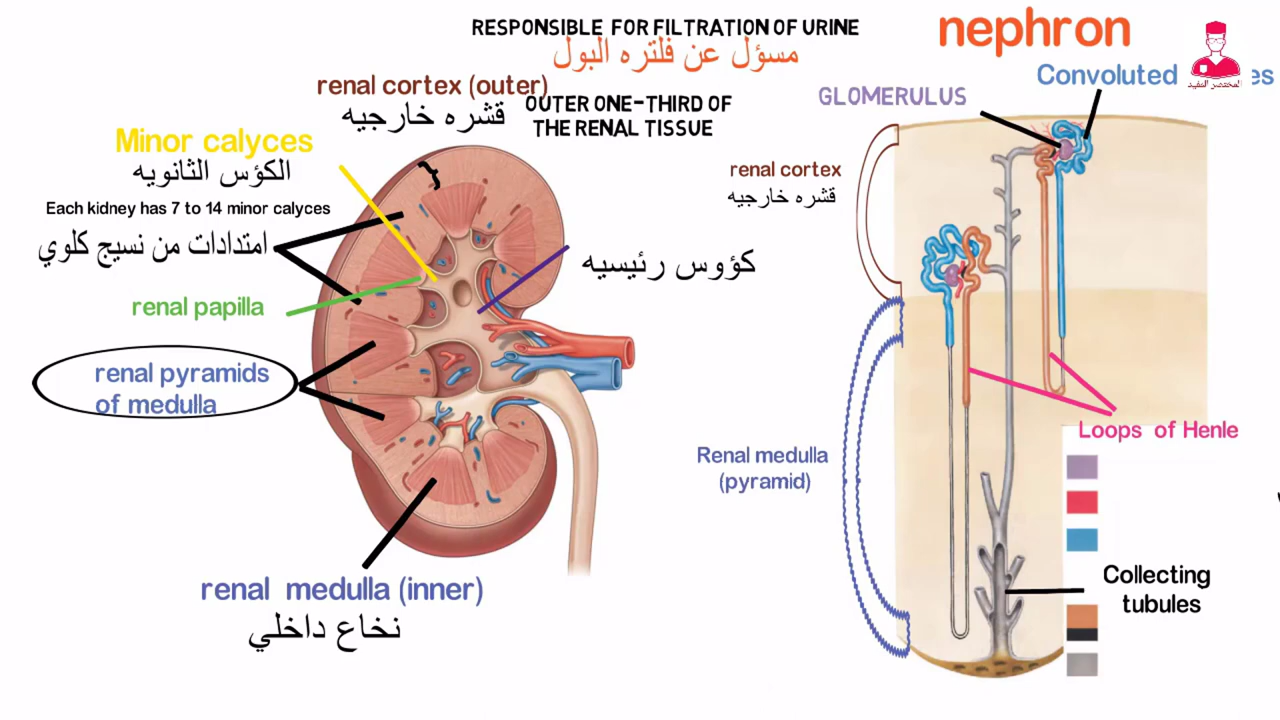 RESPONSIBLE FOR FILTRATION OF URINE
مسؤل عن فلتره البول
nephron
renal cortex (outer)
قشره خارجيه
OUTER ONE-THIRD OF
THE RENAL TISSUE
GLOMERULUS
Convoluted
المختصر المفيد
Minor calyces
الكؤس الثانويه
Each kidney has 7 to 14 minor calyces
امتدادات من نسيج كلوي
renal papilla
renal pyramids
of medulla
كؤوس رئيسيه
renal cortex
قشره خارجيه
Renal medulla
(pyramid)
Loops of Henle
Collecting
tubules
renal medulla (inner)
نخاع داخلي